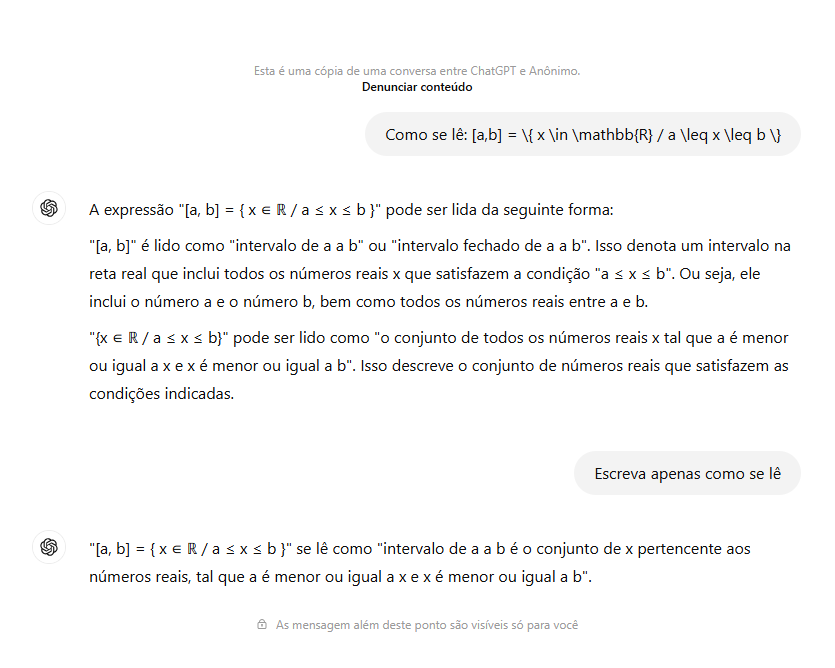 Esta é uma cópia de uma conversa entre ChatGPT e Anônimo.
Denunciar conteúdo
Como se lê: [a,b] = \{ x \in \mathbb{R} / a \leq x \leq b \}
A expressão "[a, b] = { x ∈ ℝ / a ≤ x ≤ b }" pode ser lida da seguinte forma:
"[a, b]" é lido como "intervalo de a a b" ou "intervalo fechado de a a b". Isso denota um intervalo na
reta real que inclui todos os números reais x que satisfazem a condição "a ≤ x ≤ b". Ou seja, ele
inclui o número a e o número b, bem como todos os números reais entre a e b.
"{x ∈ ℝ / a ≤ x ≤ b}" pode ser lido como "o conjunto de todos os números reais x tal que a é menor
ou igual a x e x é menor ou igual a b". Isso descreve o conjunto de números reais que satisfazem as
condições indicadas.
Escreva apenas como se lê
"[a, b] = { x ∈ ℝ / a ≤ x ≤ b }" se lê como "intervalo de a a b é o conjunto de x pertencente aos
números reais, tal que a é menor ou igual a x e x é menor ou igual a b".
As mensagem além deste ponto são visíveis só para você